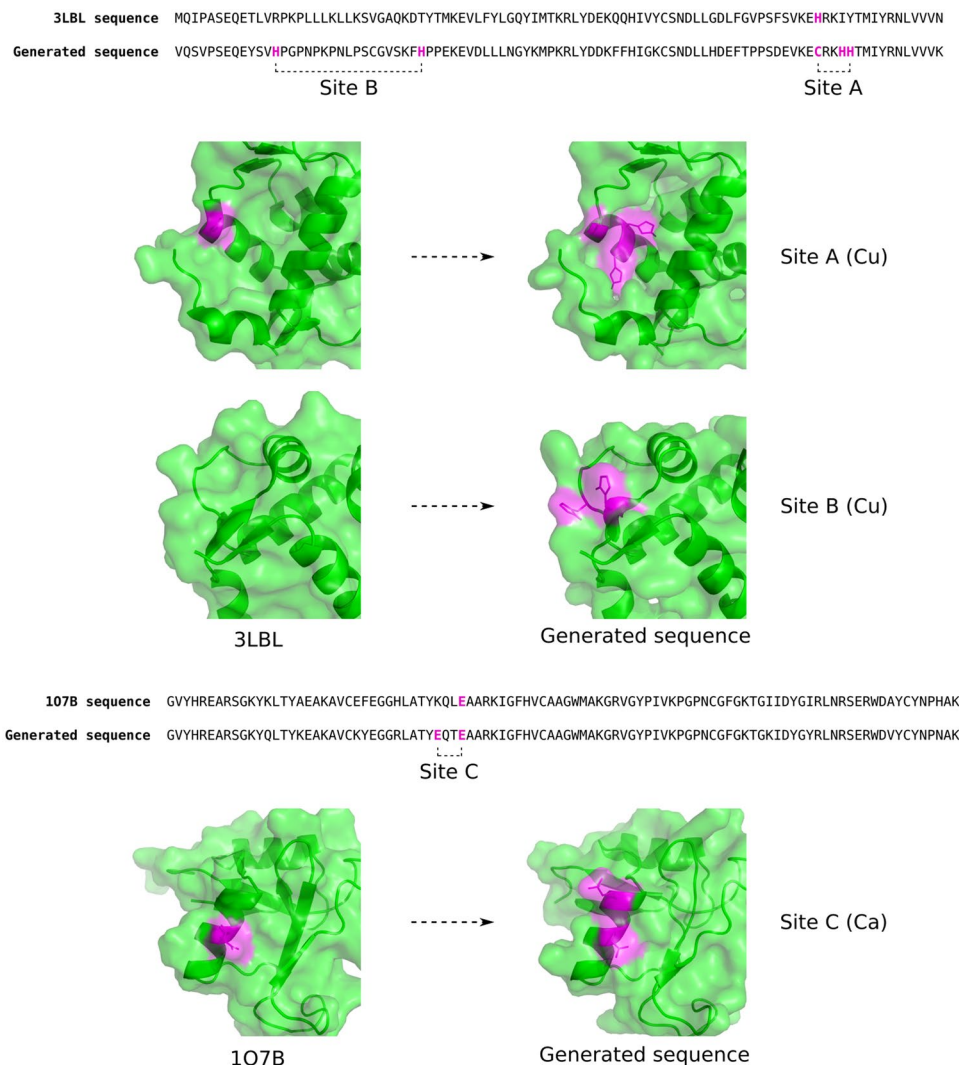 3LBL sequence MQIPASEQETLVRPKPLLLKLLKSVGAQKDTYTMKEVLFYLGQYIMTKRLYDEKQQHIVYCSNDLLGDLFGVPSFSVKEHRKIYTMIYRNLVVVN
Generated sequence VQSVPSEQEYSVHPGPNPKPNLPSCGVSKFHPPEKEVDLLLNGYKMPKRLYDDKFFHIGKCSNDLLHDEFTPPSDEVKECRKHHTMIYRNLVVVK
Site B Site A
Site A (Cu)
Site B (Cu)
3LBL Generated sequence
1O7B sequence GVYHREARSGKYKLTYAEAKAVCEFEGGHLATYKQLEAARKIGFHVCAAGWMAKGRVGYPIVKPGPNCGFGKTGIIDYGIRLNRSERWDAYCYNPHAK
Generated sequence GVYHREARSGKYQLTYKEAKAVCKYEGGRLATYEQTEAARKIGFHVCAAGWMAKGRVGYPIVKPGPNCGFGKTGKIDYGYRLNRSERWDVYCYNPNAK
Site C
Site C (Ca)
1O7B Generated sequence